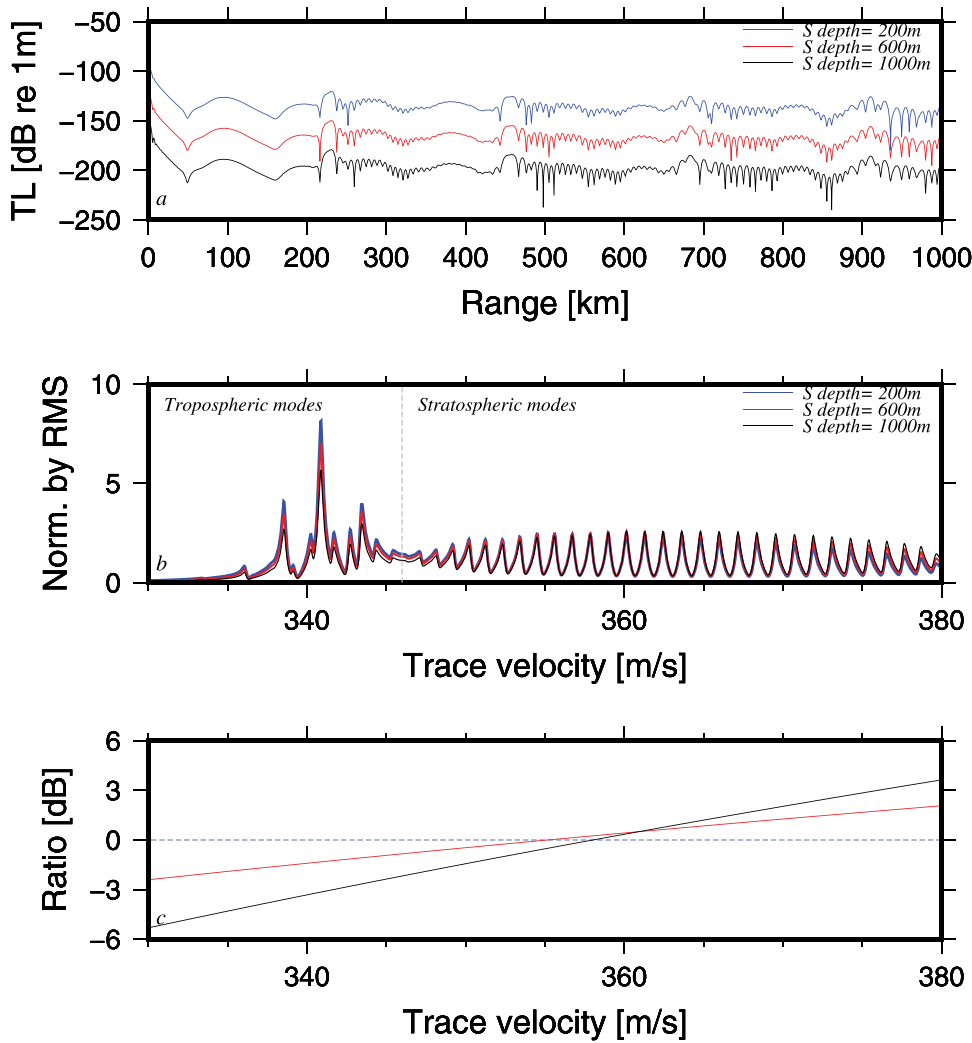 −50
−100
−150
−200
−250
TL [dB re 1m]
S depth= 200m
S depth= 600m
S depth= 1000m
a
0 100 200 300 400 500 600 700 800 900 1000
Range [km]
10
5
0
Norm. by RMS
Tropospheric modes
Stratospheric modes
S depth= 200m
S depth= 600m
S depth= 1000m
b
340 360 380
Trace velocity [m/s]
6
3
0
−3
−6
Ratio [dB]
c
340 360 380
Trace velocity [m/s]